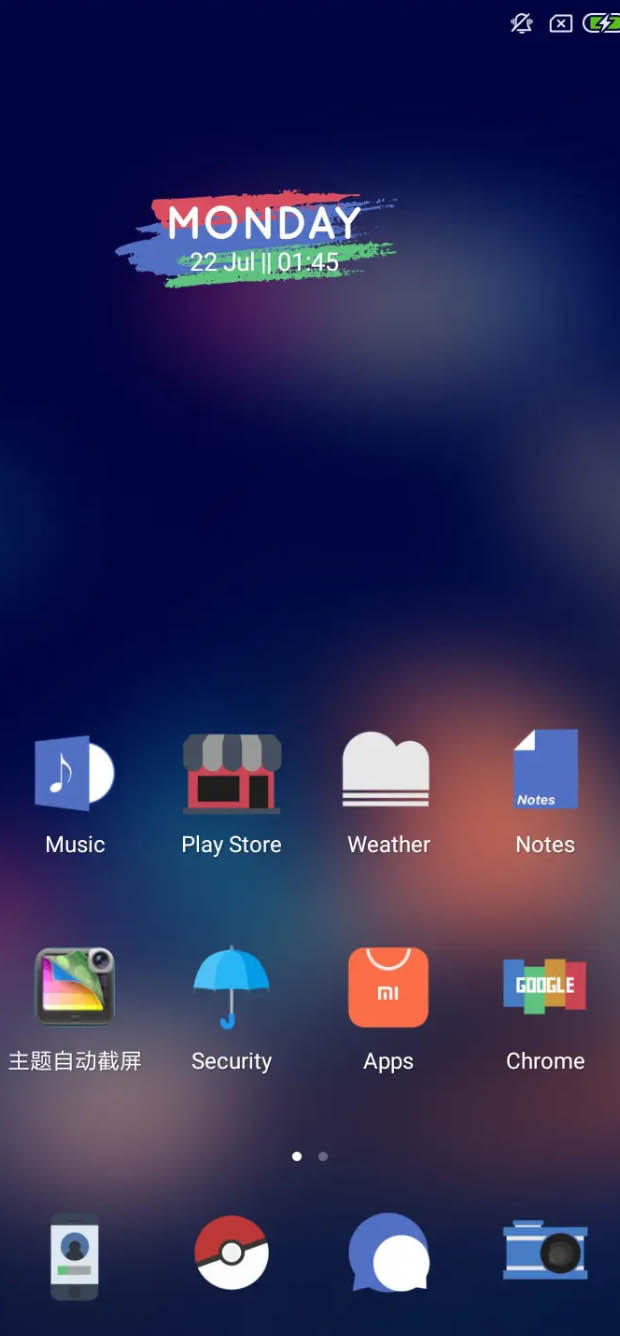 MONDAY
22 Jul || 01:45
Music
Play Store
Weather
Notes
Notes
主题自动截屏
Security
mi
Apps
GOOGLE
Chrome